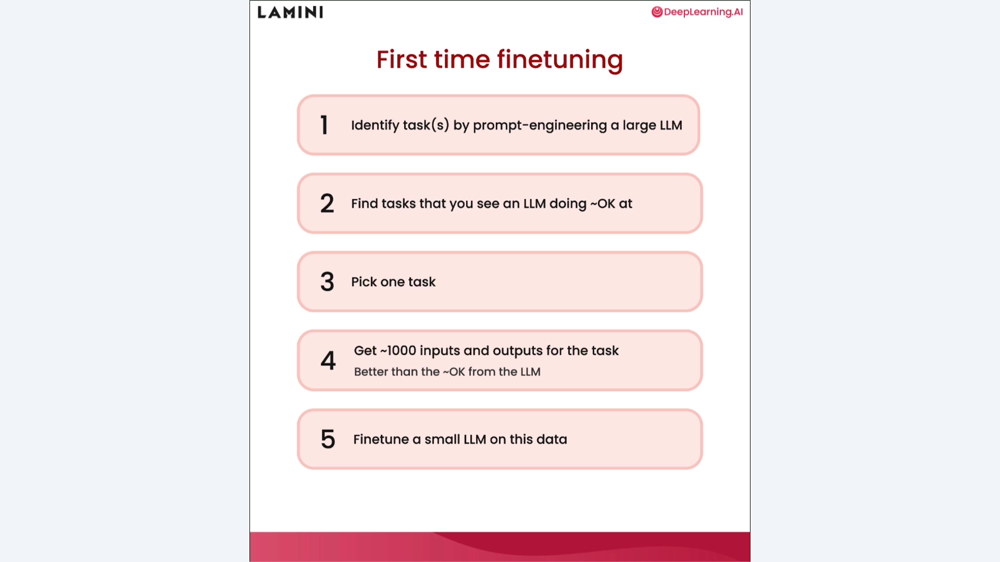 LAMINI
DeepLearning.AI
First time finetuning
1 Identify task(s) by prompt-engineering a large LLM
2 Find tasks that you see an LLM doing ~OK at
3 Pick one task
4 Get ~1000 inputs and outputs for the task
Better than the ~OK from the LLM
5 Finetune a small LLM on this data